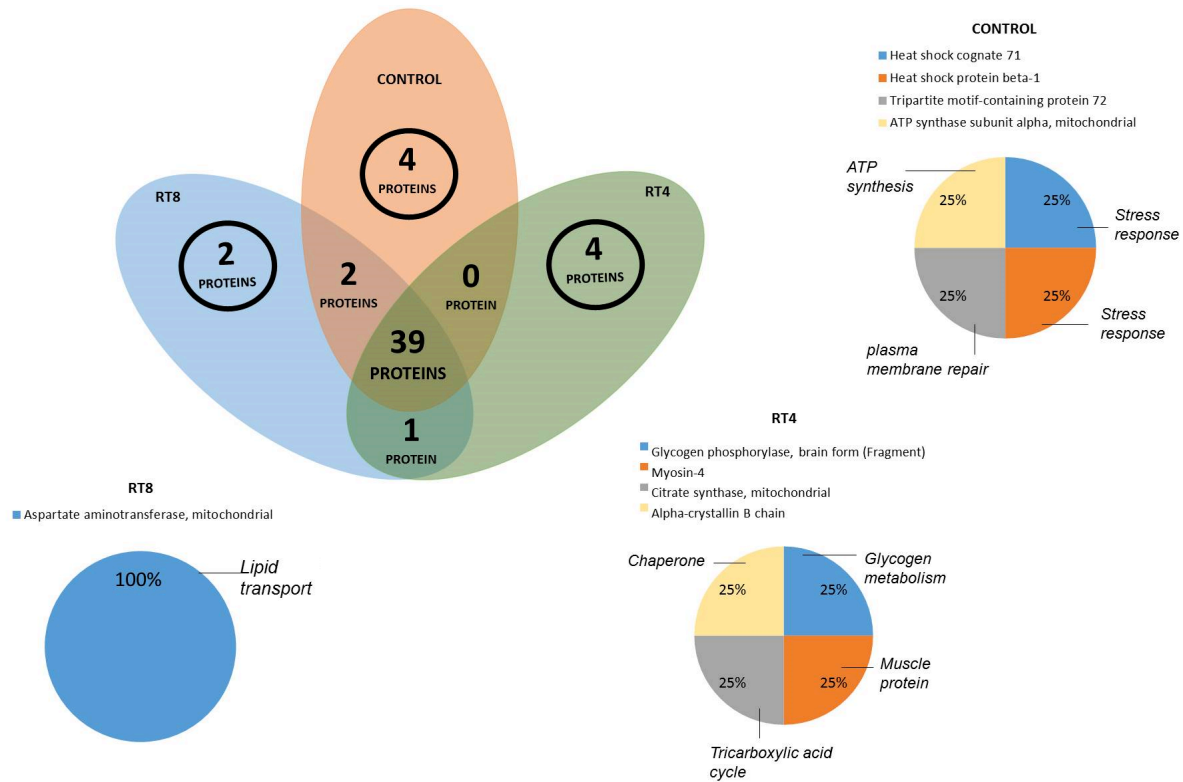 CONTROL
4
PROTEINS
RT8
RT4
2
PROTEINS
2
PROTEINS
0
PROTEIN
4
PROTEINS
39
PROTEINS
1
PROTEIN
CONTROL
Heat shock cognate 71
Heat shock protein beta-1
Tripartite motif-containing protein 72
ATP synthase subunit alpha, mitochondrial
ATP
synthesis
25%
25%
Stress
response
25%
25%
Stress
response
plasma
membrane repair
RT4
Glycogen phosphorylase, brain form (Fragment)
Myosin-4
Citrate synthase, mitochondrial
Alpha-crystallin B chain
Chaperone
Glycogen
metabolism
25%
25%
25%
25%
Muscle
protein
Tricarboxylic acid
cycle
RT8
Aspartate aminotransferase, mitochondrial
100%
Lipid
transport